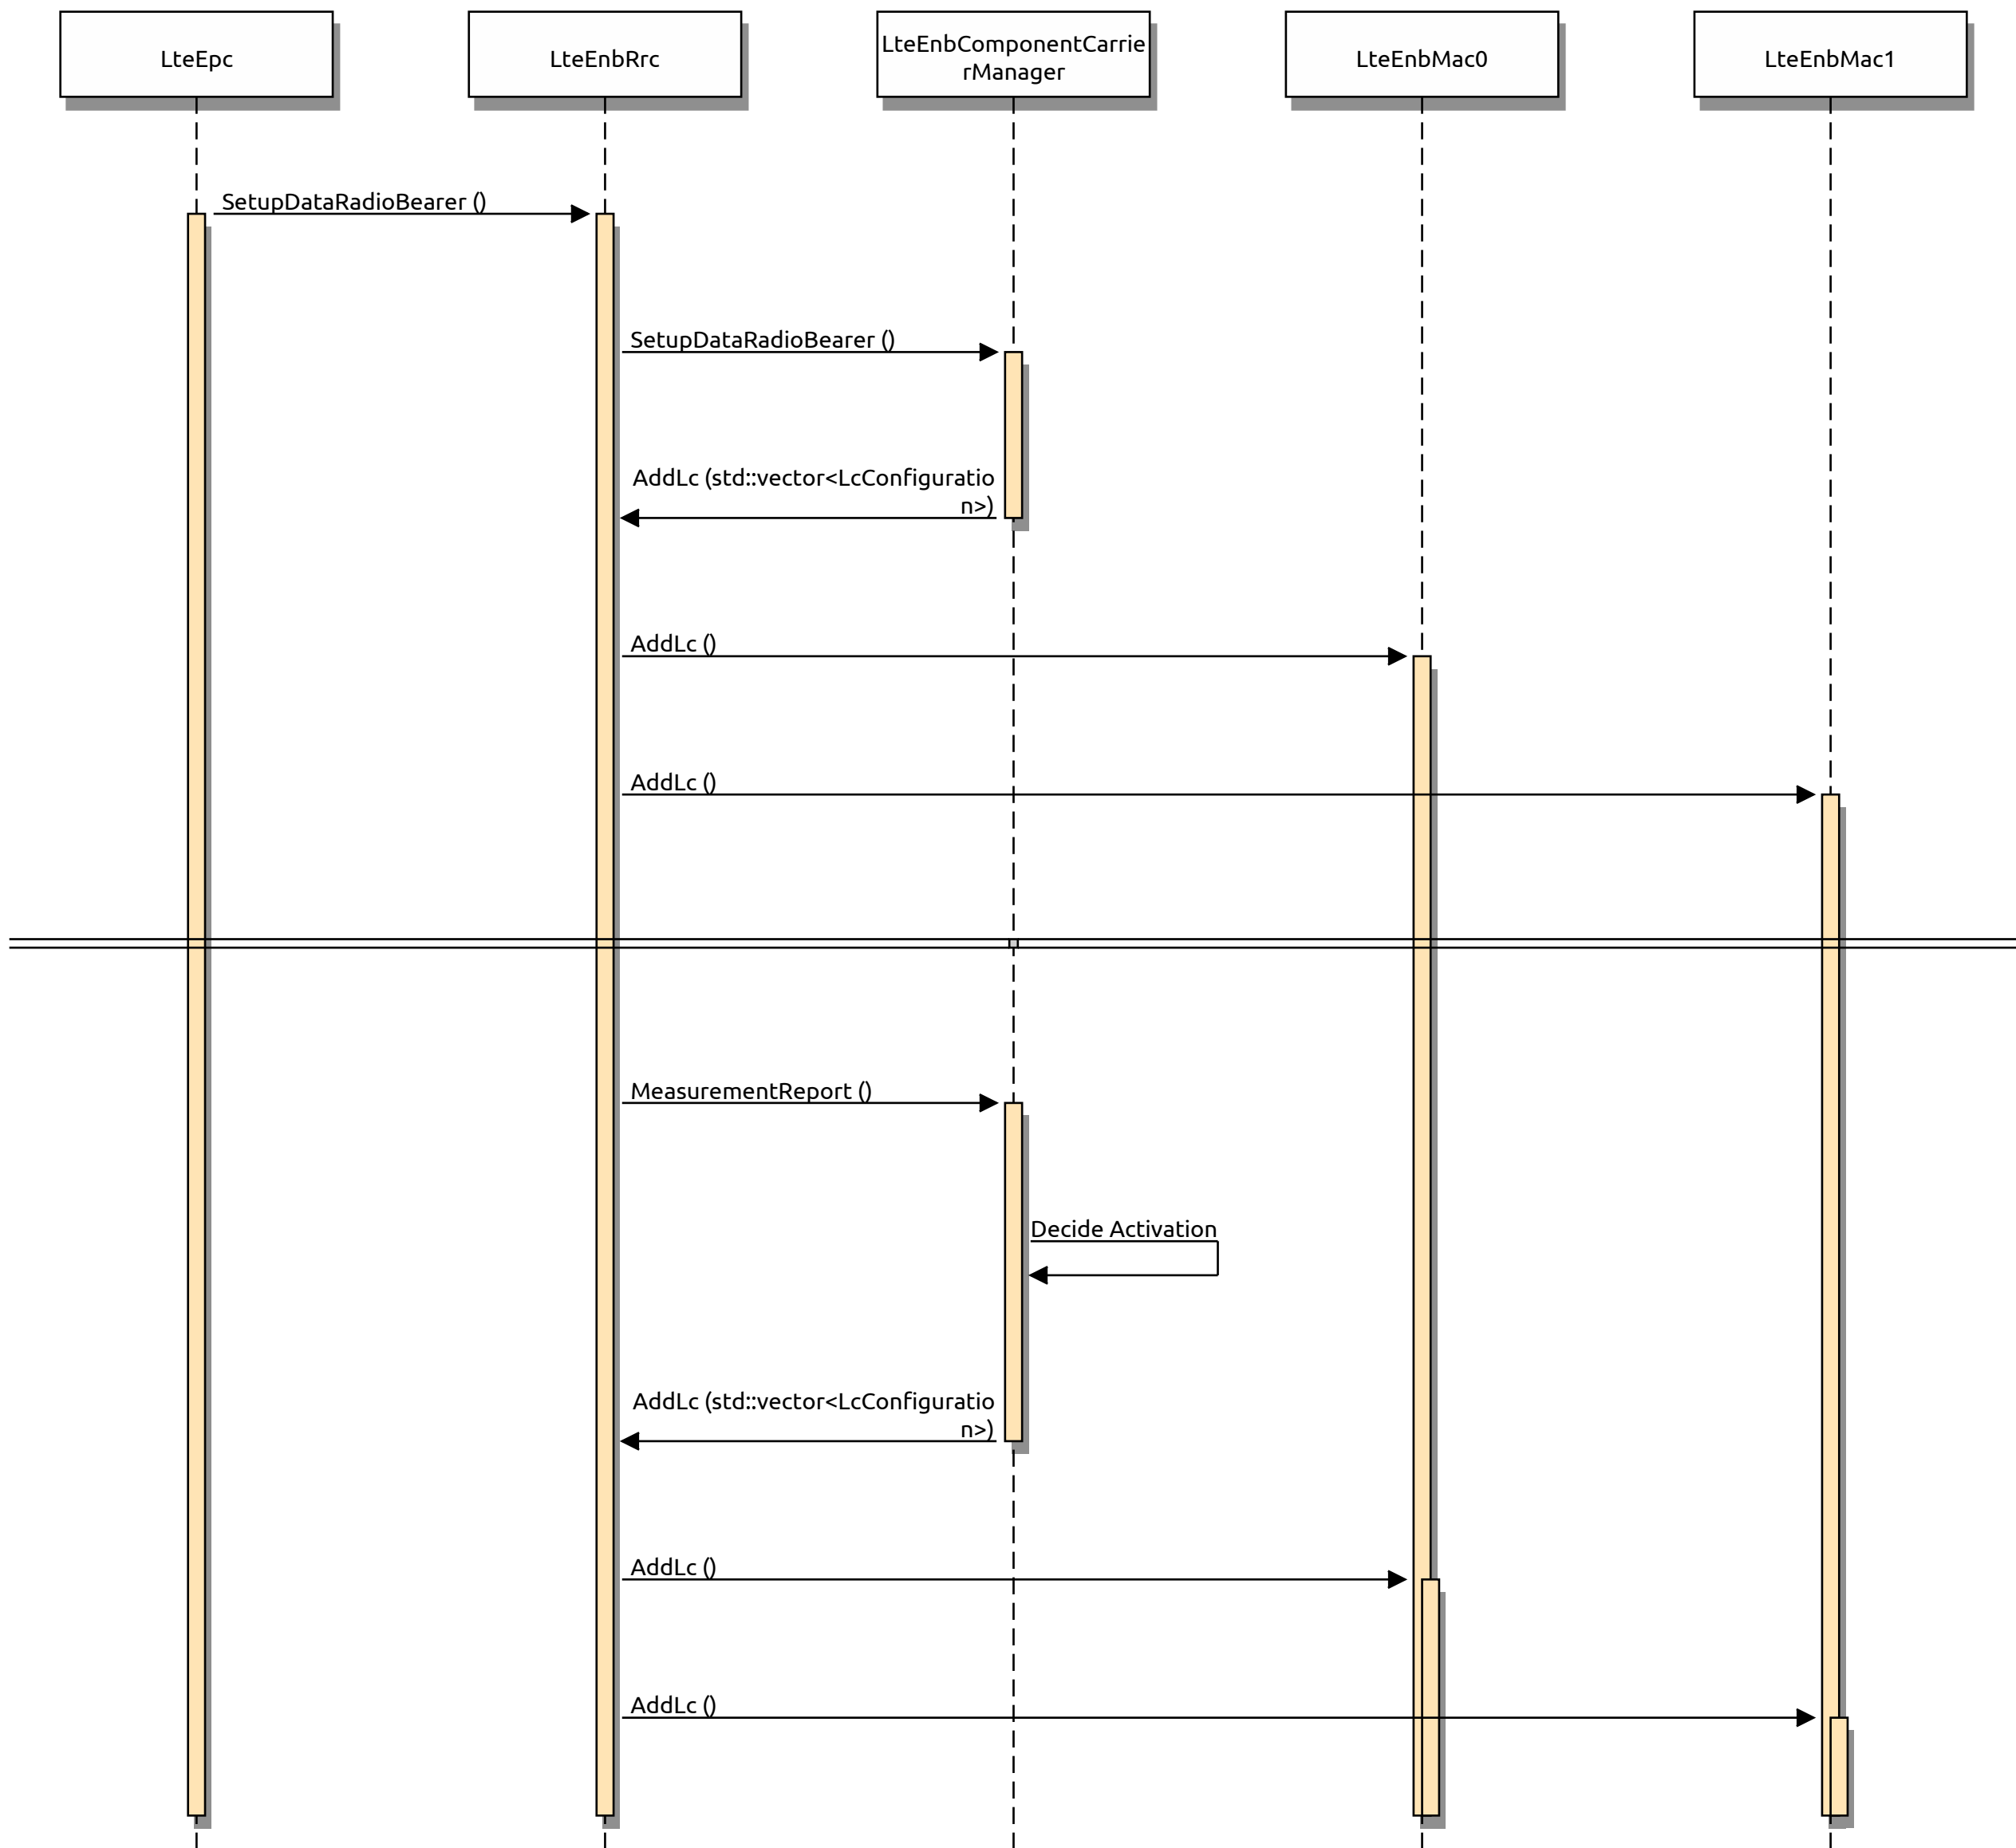 LteEpc
LteEnbRrc
LteEnbComponentCarrie
rManager
LteEnbMac0
LteEnbMac1
SetupDataRadioBearer ()
SetupDataRadioBearer ()
AddLc (std::vector<LcConfiguratio
n>)
AddLc ()
AddLc ()
MeasurementReport ()
Decide Activation
AddLc (std::vector<LcConfiguratio
n>)
AddLc ()
AddLc ()